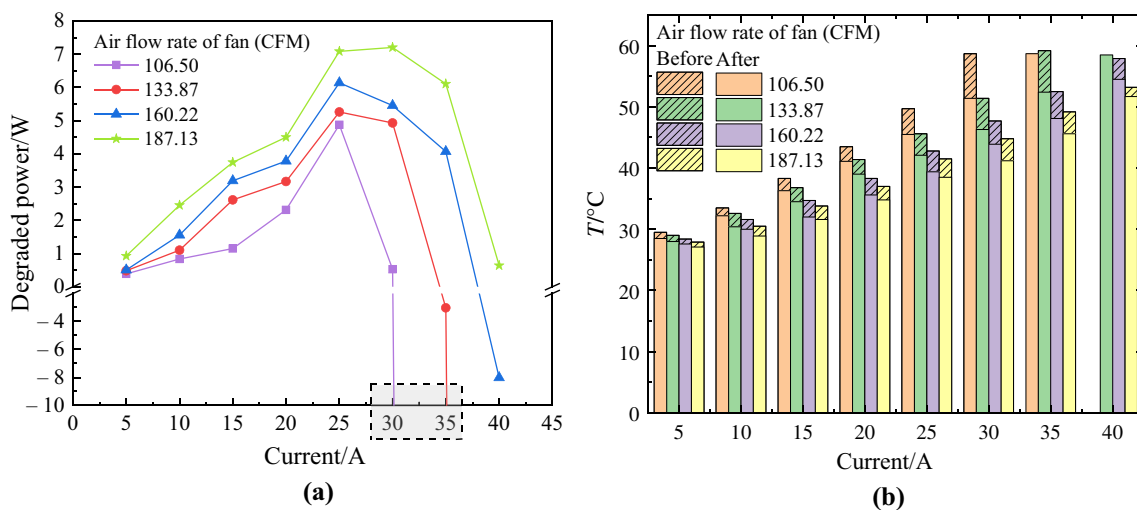 Air flow rate of fan (CFM)
106.50
133.87
160.22
187.13
Degraded power/W
8
7
6
5
4
3
2
1
0
– 4
– 6
– 8
– 10
0 5 10 15 20 25 30 35 40 45
Current/A
(a)
Air flow rate of fan (CFM)
Before After
106.50
133.87
160.22
187.13
T/°C
60
50
40
30
20
10
0
5 10 15 20 25 30 35 40
Current/A
(b)